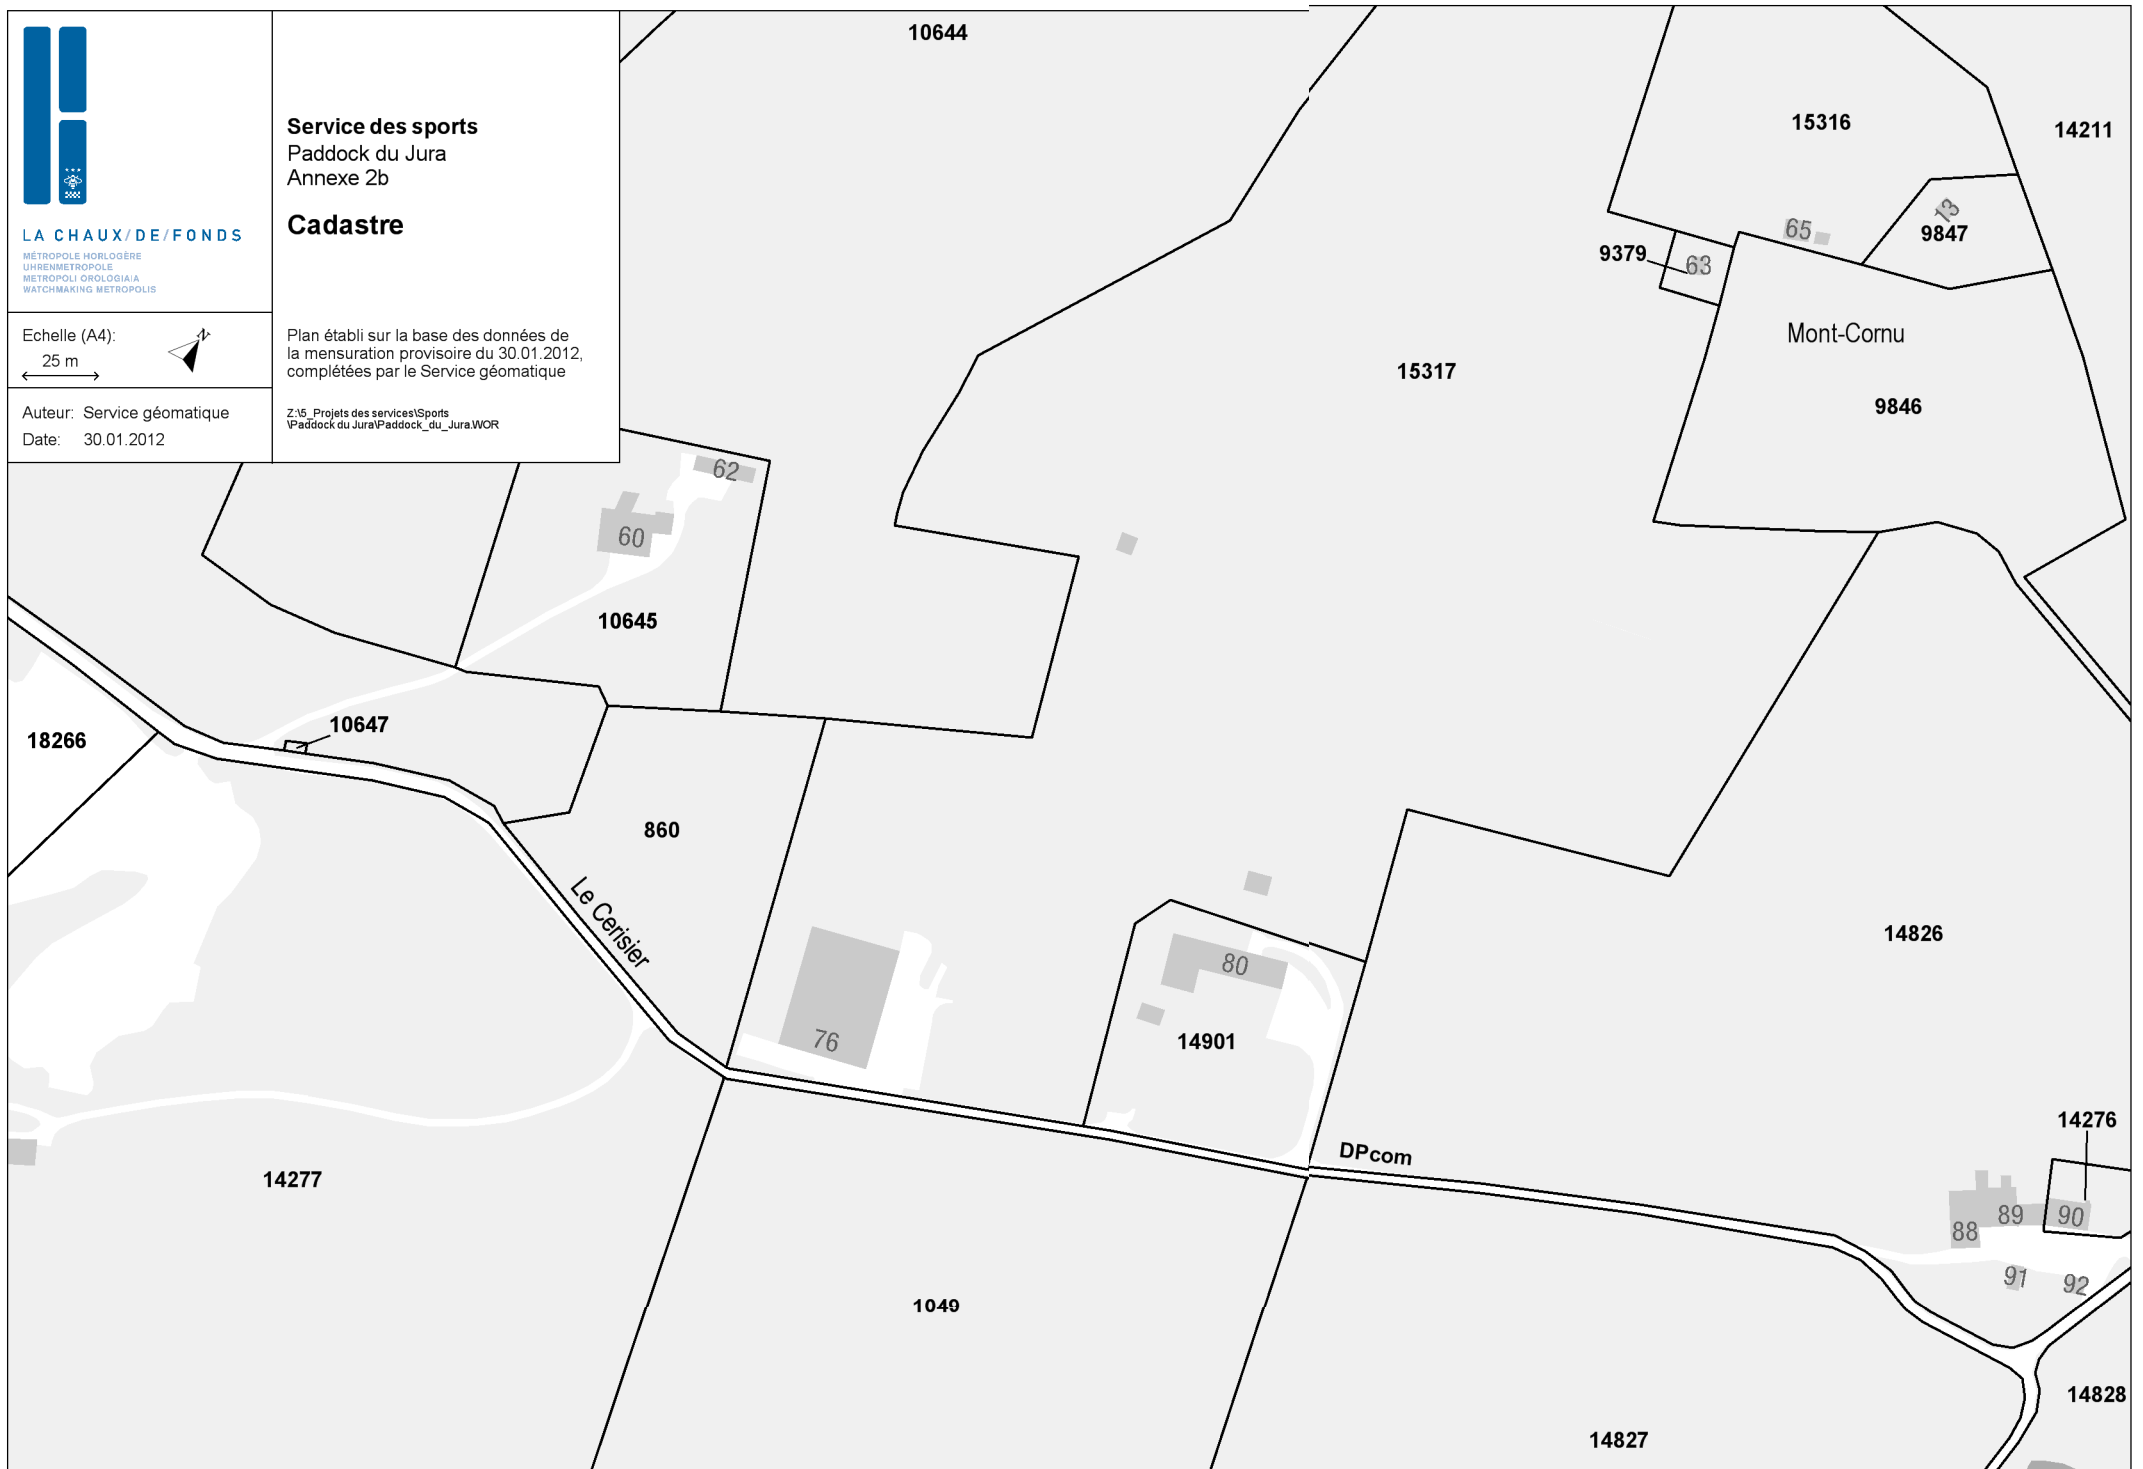 LA CHAUX/DE/FONDS
MÉTROPOLE HORLOGÈRE
UHRENMETROPOLE
METROPOLI OROLOGIAIA
WATCHMAKING METROPOLIS
Service des sports
Paddock du Jura
Annexe 2b
Cadastre
Echelle (A4):
25 m
N
Plan établi sur la base des données de
la mensuration provisoire du 30.01.2012,
complétées par le Service géomatique
Auteur: Service géomatique
Date: 30.01.2012
Z:\5_Projets des services\Sports
\Paddock du Jura\Paddock_du_Jura.WOR
10644
15316
14211
13
65
9847
9379
63
Mont-Cornu
15317
9846
62
60
10645
10647
18266
860
Le Cerisier
14826
80
76
14901
14276
DPcom
14277
89
90
88
91
92
1049
14828
14827